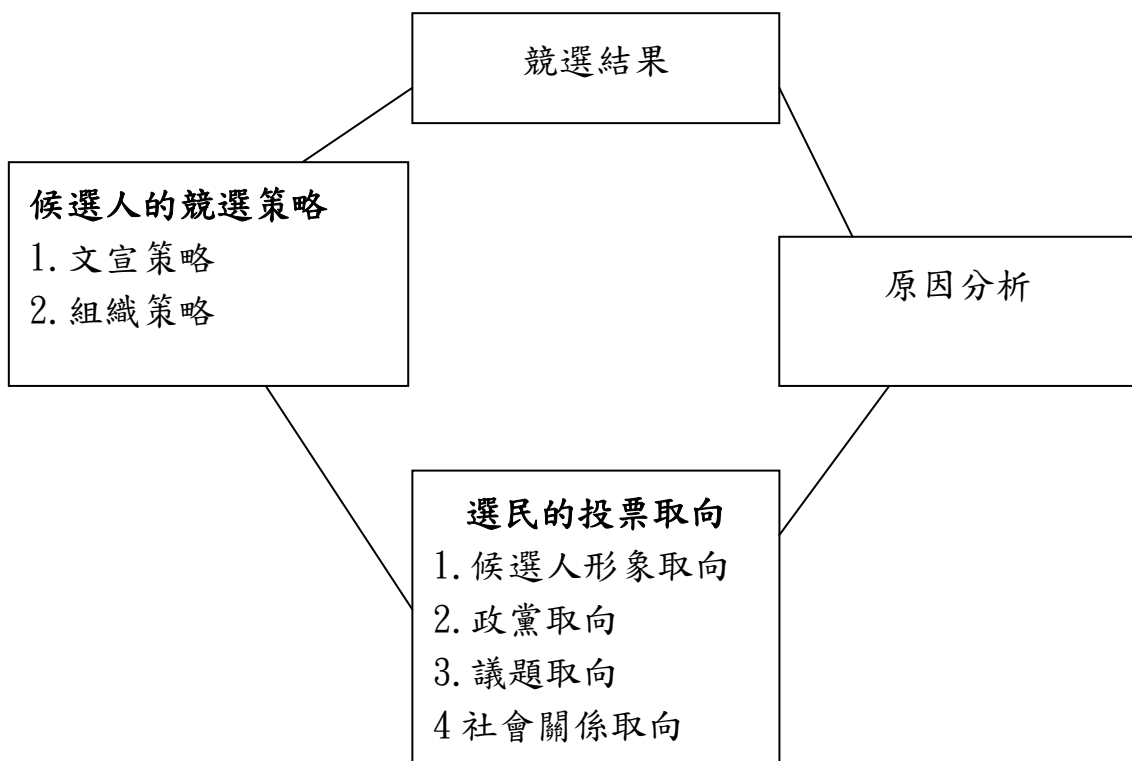 競選結果
候選人的競選策略
1.文宣策略
2.組織策略
原因分析
選民的投票取向
1.候選人形象取向
2.政黨取向
3.議題取向
4社會關係取向